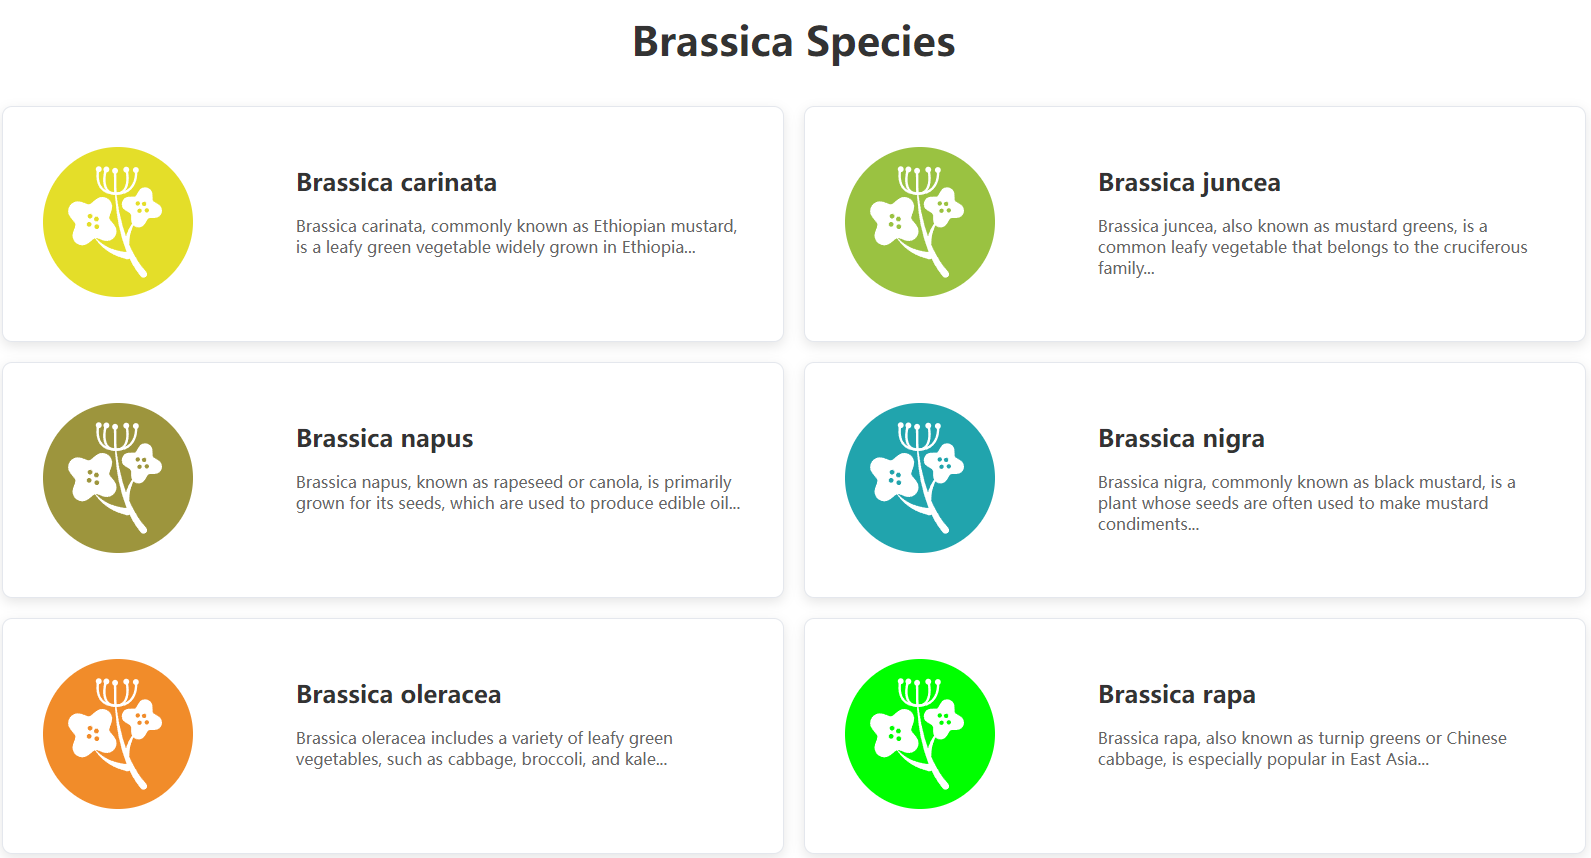 Brassica Species
Brassica carinata
Brassica carinata, commonly known as Ethiopian mustard,
is a leafy green vegetable widely grown in Ethiopia...
Brassica juncea
Brassica juncea, also known as mustard greens, is a
common leafy vegetable that belongs to the cruciferous
family...
Brassica napus
Brassica napus, known as rapeseed or canola, is primarily
grown for its seeds, which are used to produce edible oil...
Brassica nigra
Brassica nigra, commonly known as black mustard, is a
plant whose seeds are often used to make mustard
condiments...
Brassica oleracea
Brassica oleracea includes a variety of leafy green
vegetables, such as cabbage, broccoli, and kale...
Brassica rapa
Brassica rapa, also known as turnip greens or Chinese
cabbage, is especially popular in East Asia...